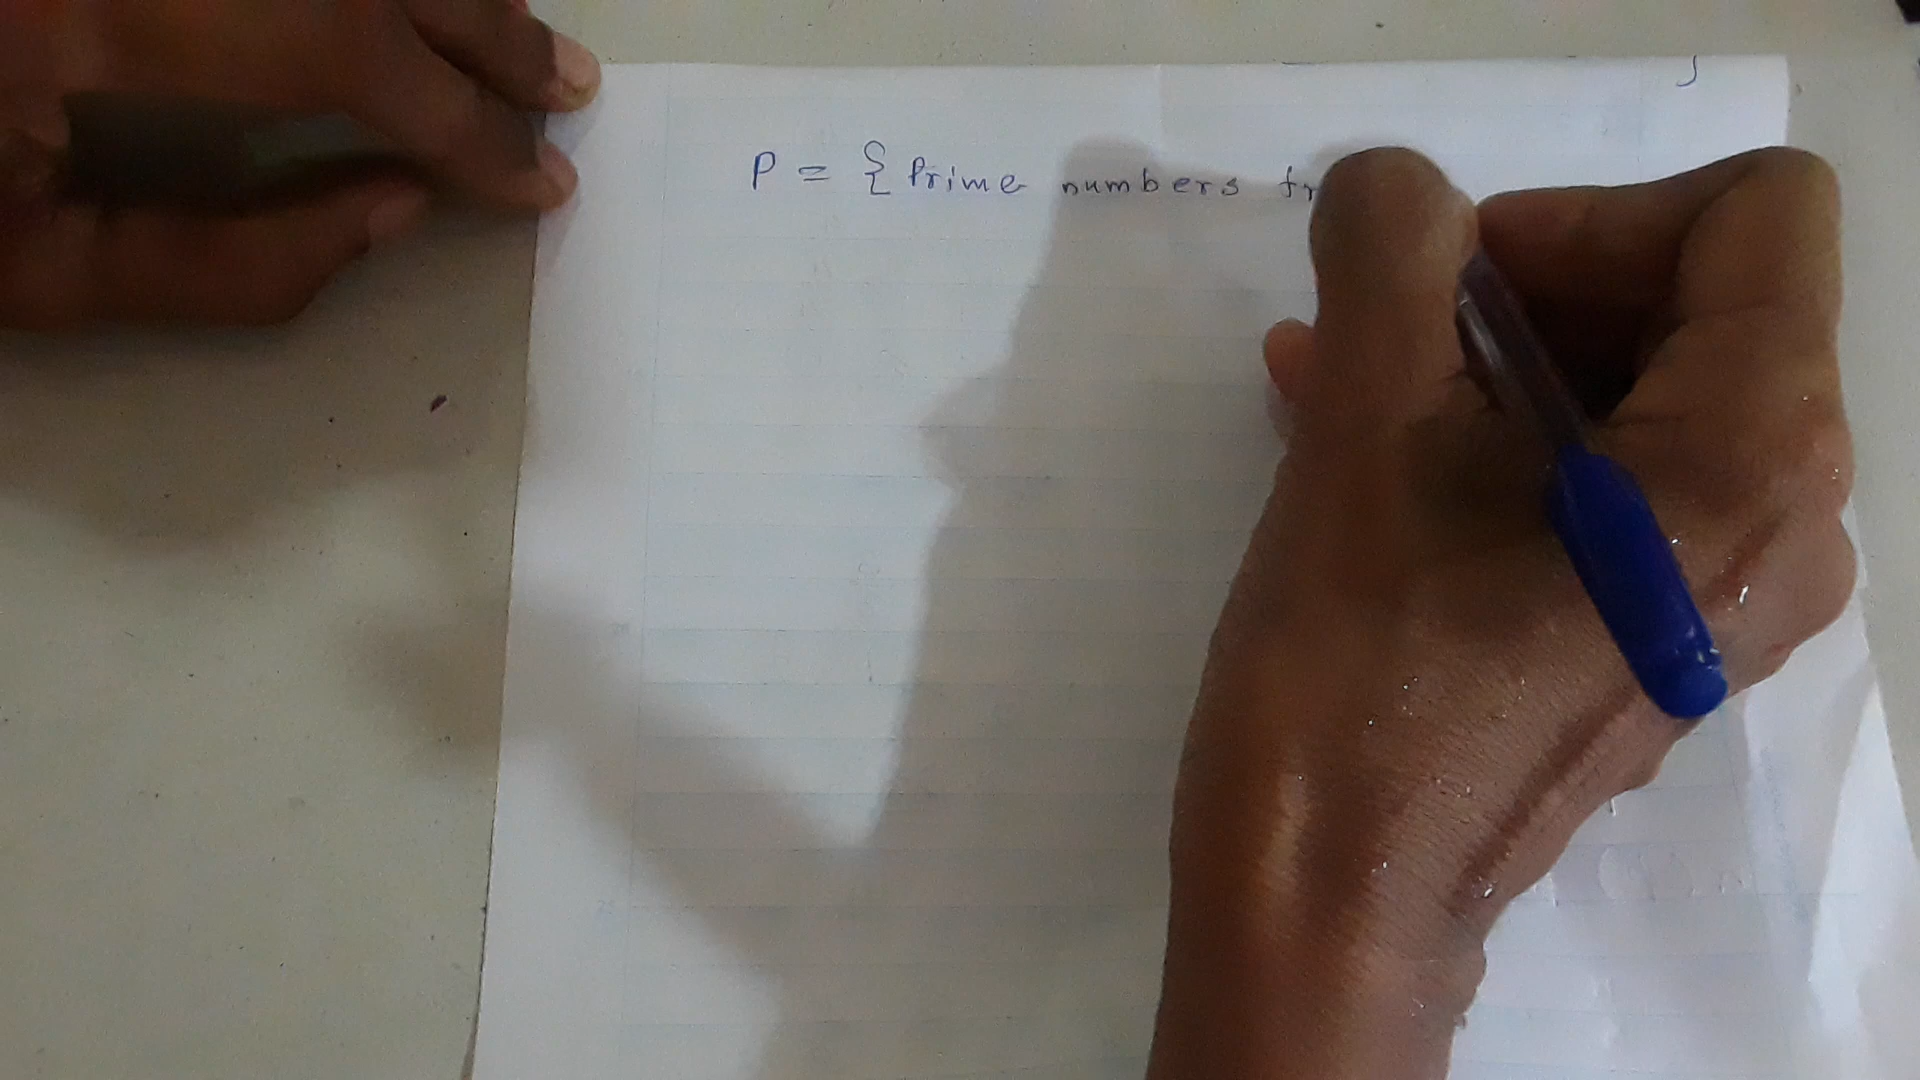 P = { Prime numbers